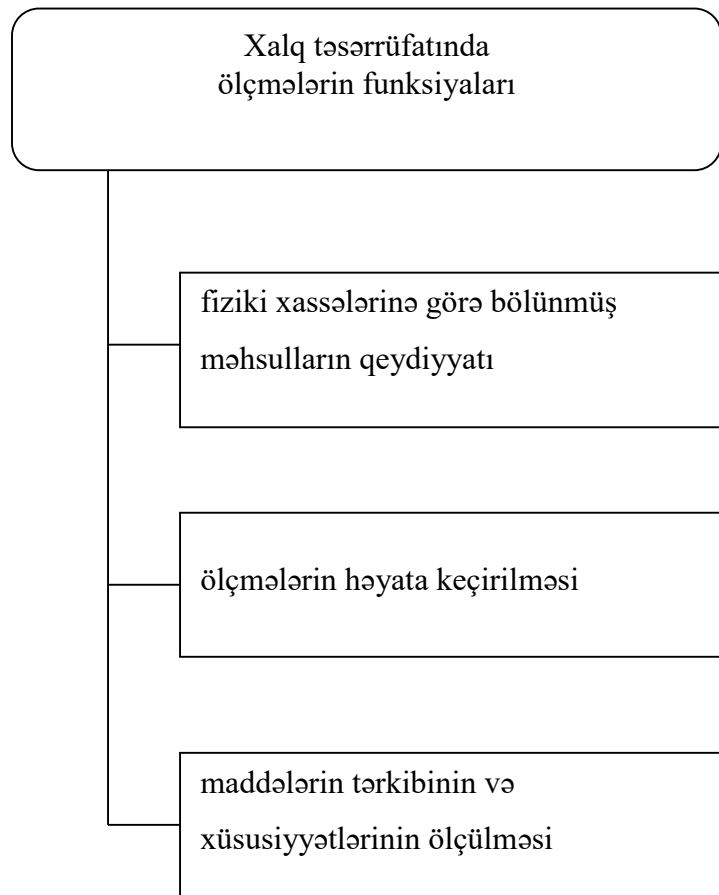 Xalq təsərrüfatında
ölçmələrin funksiyaları
fiziki xassələrinə görə bölünmüş
məhsulların qeydiyyatı
ölçmələrin həyata keçirilməsi
maddələrin tərkibinin və
xüsusiyyətlərinin ölçülməsi